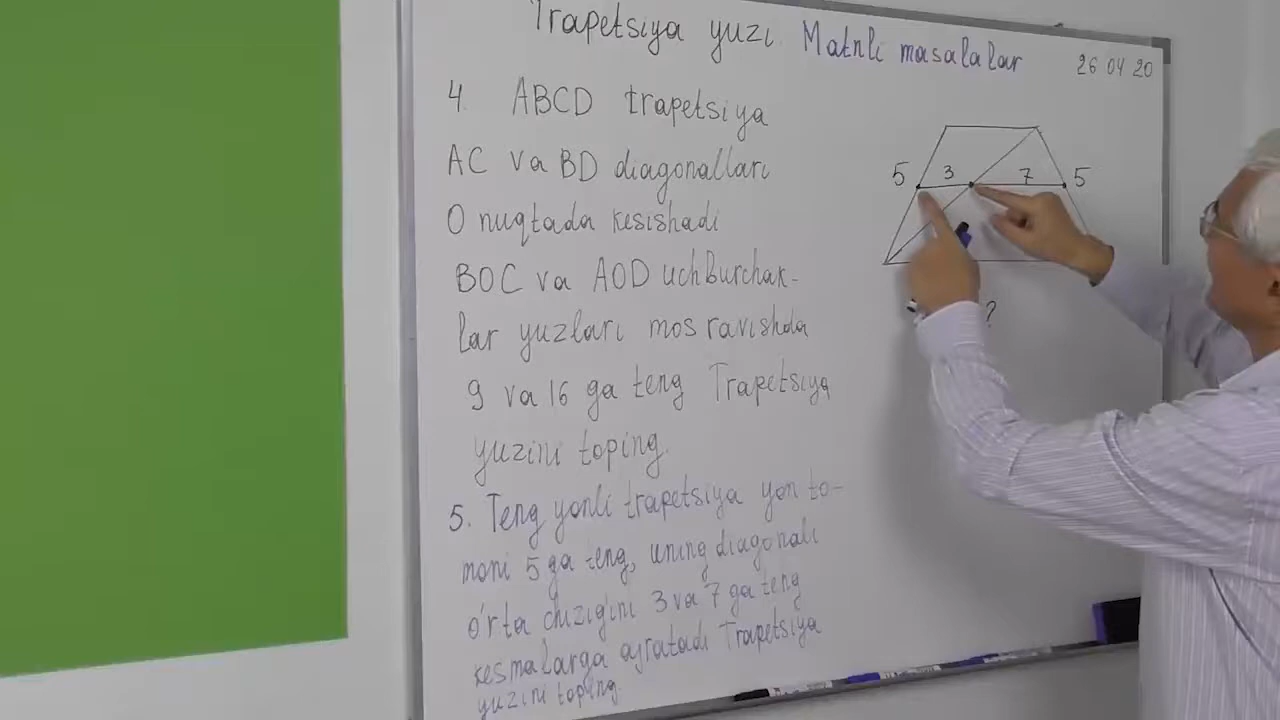 Trapetsiya yuzi. Matnli masalalar
26 04 20
4. ABCD trapetsiya
AC va BD diagonallari
O nuqtada kesishadi
BOC va AOD uchburchak-
lar yuzlari mos ravishda
9 va 16 ga teng Trapetsiya
yuzini toping.
5. Teng yonli trapetsiya yon to-
moni 5 ga teng, uning diagonali
o'rta chizig'ini 3 va 7 ga teng
kesmalarga ajratadi Trapetsiya
yuzini toping.
5 3 7 5
?